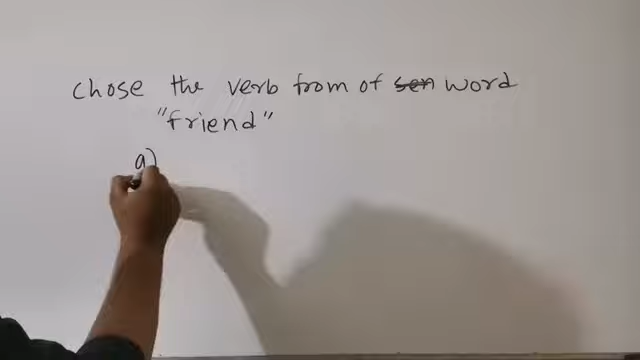 chose the verb from of sen word
"friend"
a)